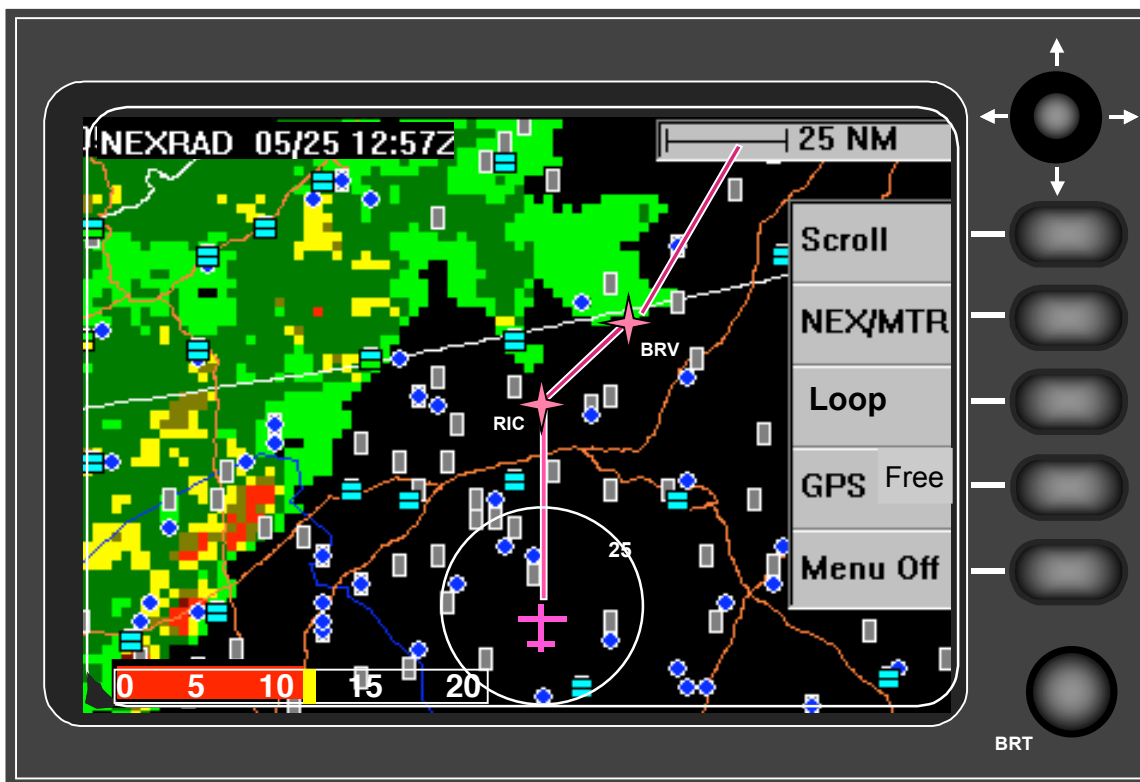 NEXRAD 05/25 12:57Z
25 NM
Scroll
NEX/MTR
BRV
Loop
RIC
GPS Free
25
Menu Off
0 5 10 15 20
BRT